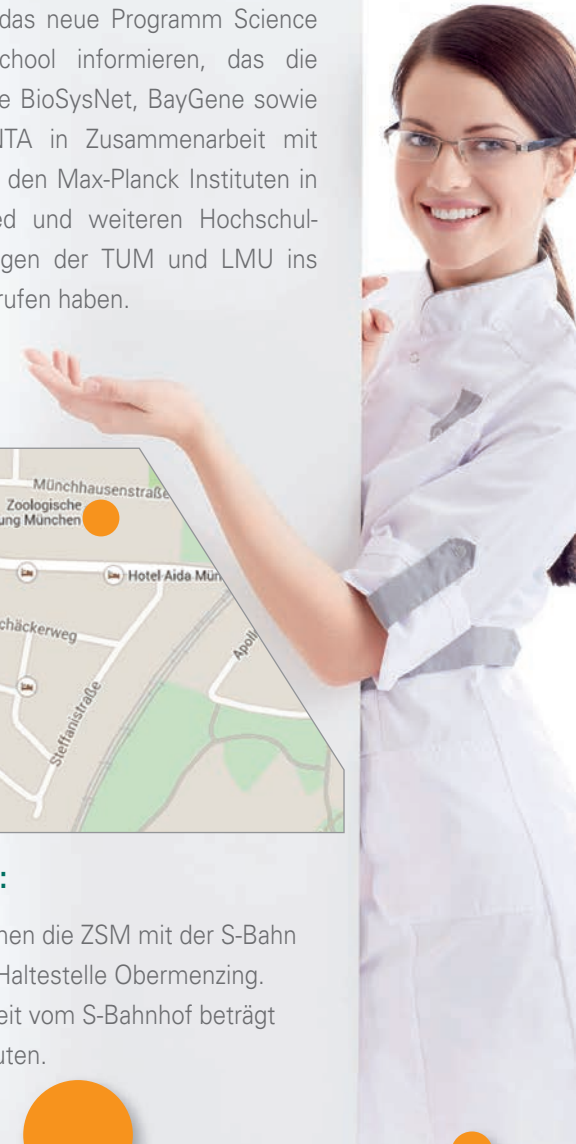 das neue Programm Science
chool informieren, das die
e BioSysNet, BayGene sowie
NTA in Zusammenarbeit mit
den Max-Planck Instituten in
ed und weiteren Hochschul-
gen der TUM und LMU ins
rufen haben.
Münchhausenstraße
Zoologische
ung München
Hotel Aida Mün
chäckerweg
Apoll
Steffanistraße
:
hen die ZSM mit der S-Bahn
Haltestelle Obermenzing.
eit vom S-Bahnhof beträgt
uten.